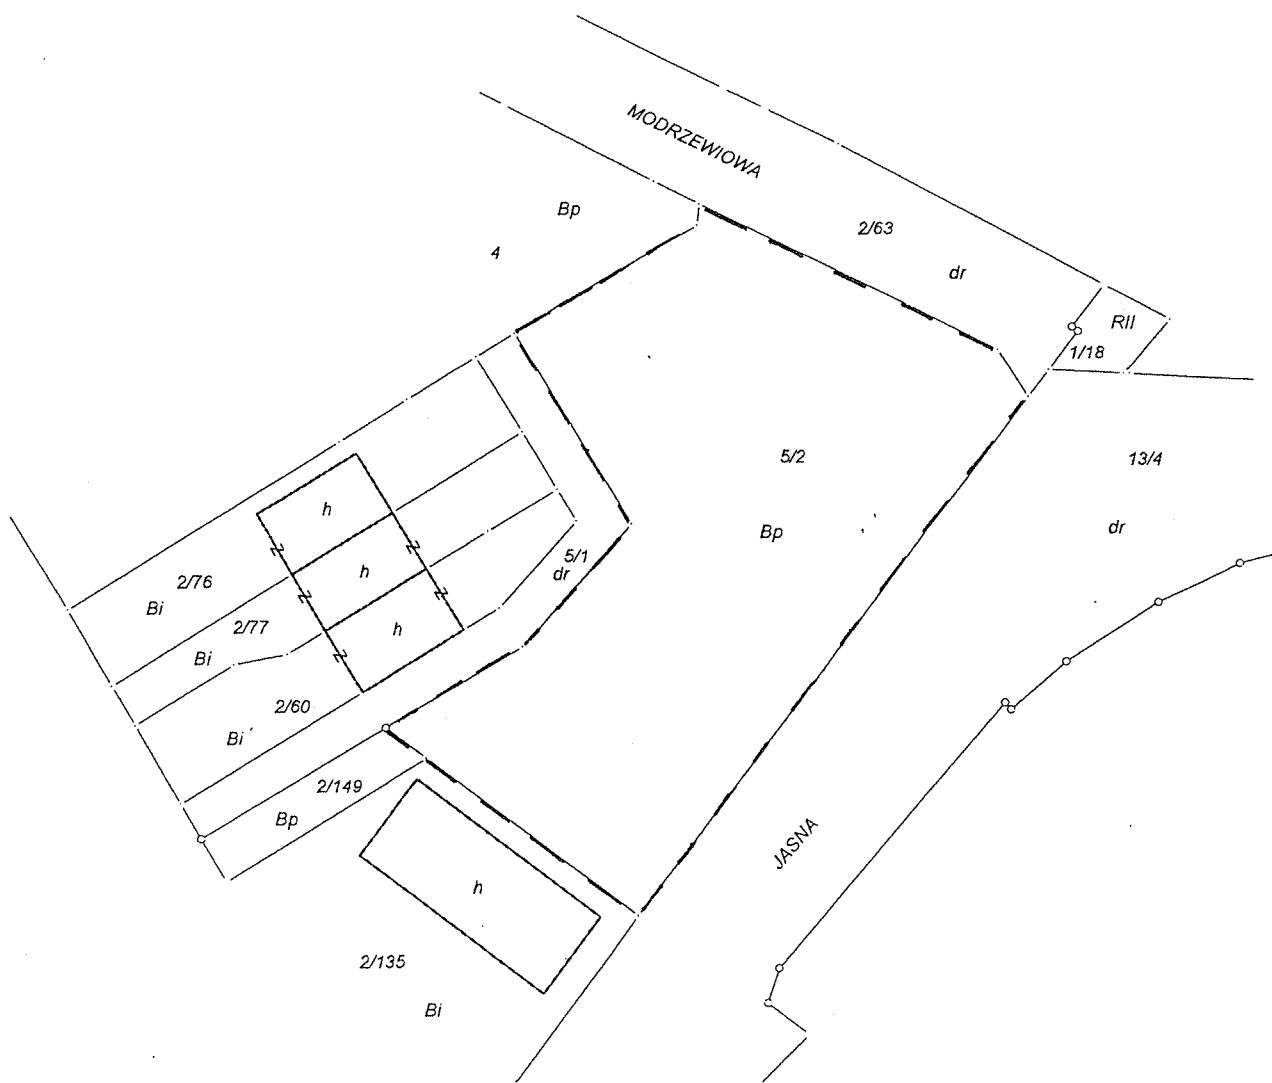 MODRZEWIOWA
Bp
2/63
4
dr
RII
1/18
5/2
13/4
h
Bp
dr
5/1
dr
2/76
h
Bi
2/77
h
Bi
2/60
Bi
2/149
Bp
JASNA
h
2/135
Bi
z
z
z
z
z